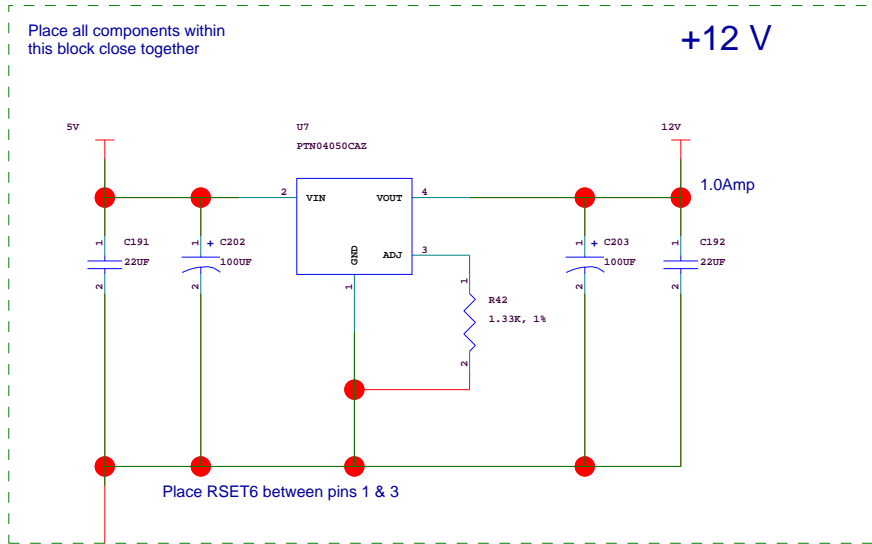 Place all components within
this block close together
+12 V
5V
U7
PTN04050CAZ
12V
2
VIN
VOUT
4
1.0Amp
1
C191
22UF
2
1
+
C202
100UF
2
GND
1
ADJ
3
1
R42
1.33K, 1%
2
1
+
C203
100UF
2
1
C192
22UF
2
Place RSET6 between pins 1 & 3